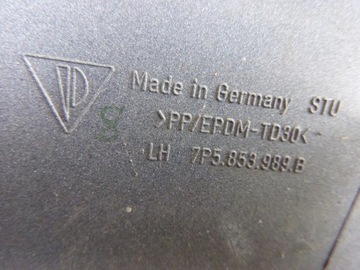 Made in Germany STU
>PP/EPDM-TD30<
LH 7P5.853.989.B